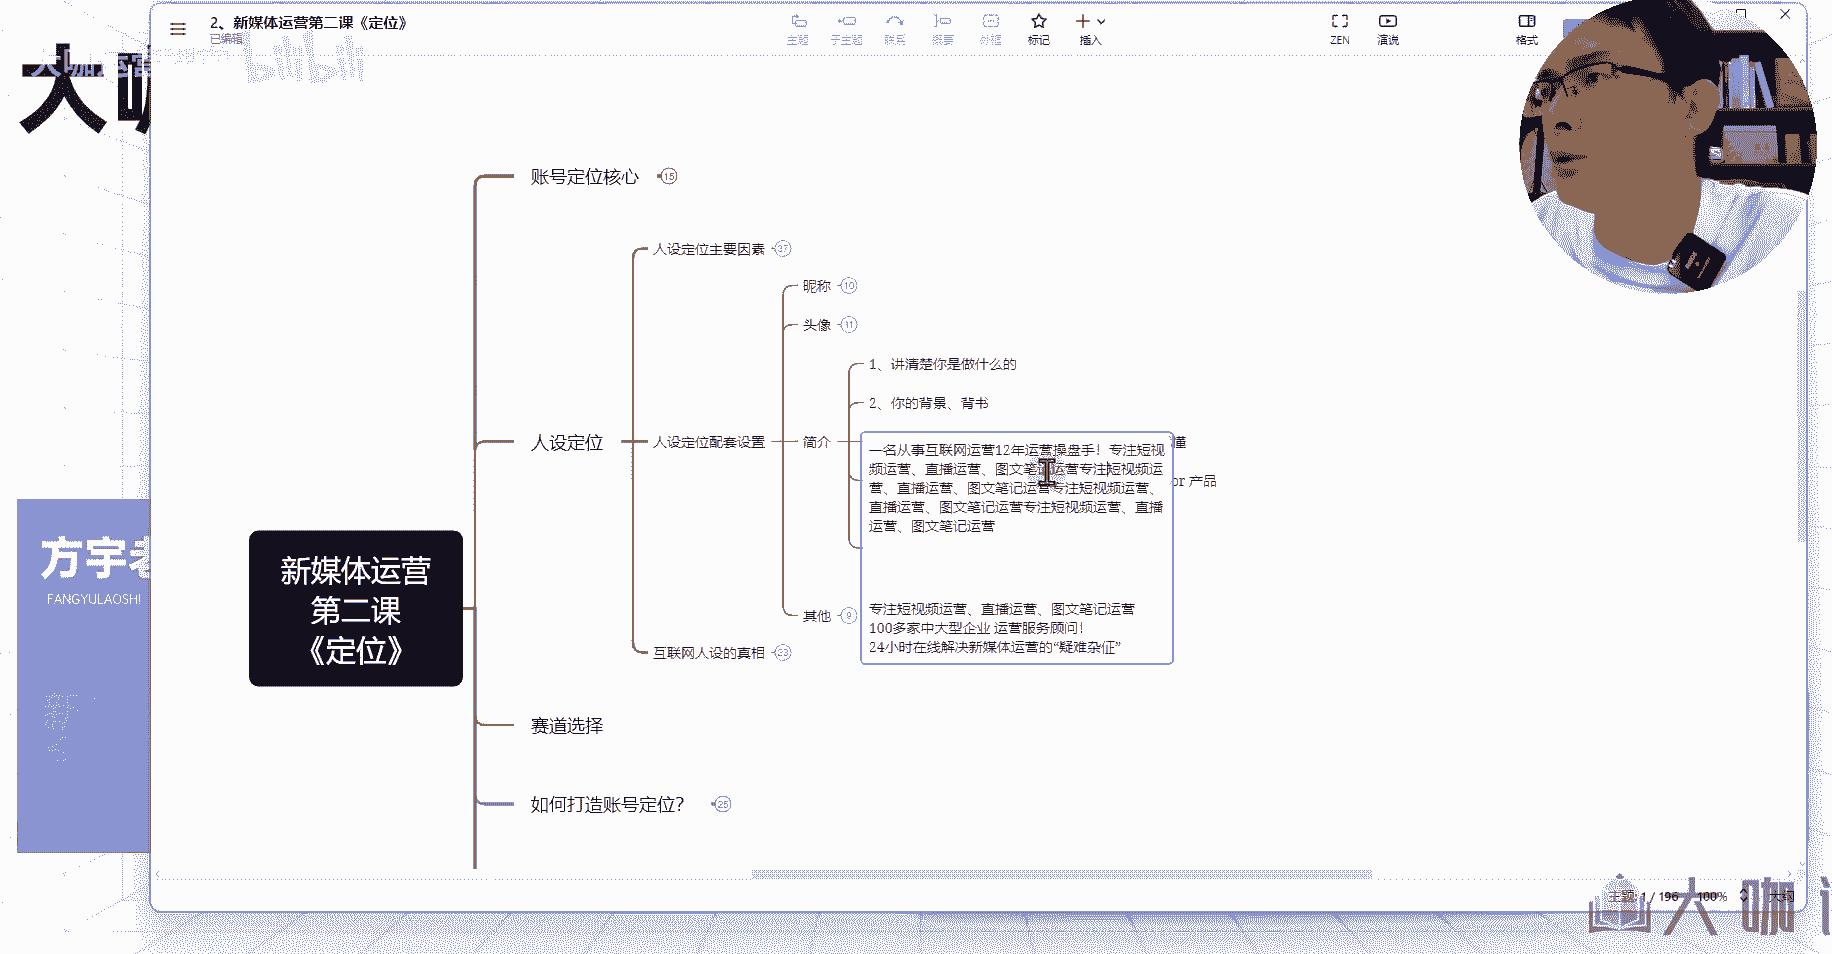 2、新媒体运营第二课《定位》
已编辑
主题
子主题
联系
概要
外框
标记
插入
ZEN
演说
格式
bilibili
大咖
账号定位核心
15
人设定位主要因素
37
昵称
10
头像
11
1、讲清楚你是做什么的
2、你的背景、背书
人设定位
人设定位配套设置
简介
懂
一名从事互联网运营12年运营操盘手！专注短视
频运营、直播运营、图文笔记运营专注短视频运
营、直播运营、图文笔记运营专注短视频运营、
直播运营、图文笔记运营专注短视频运营、直播
运营、图文笔记运营
or 产品
专注短视频运营、直播运营、图文笔记运营
100多家中大型企业 运营服务顾问！
24小时在线解决新媒体运营的“疑难杂征”
其他
9
互联网人设的真相
23
新媒体运营
第二课
《定位》
方宇老
FANGYULAOSHI
赛道选择
如何打造账号定位？
25
主题: 1 / 196
100%
大纲
大咖